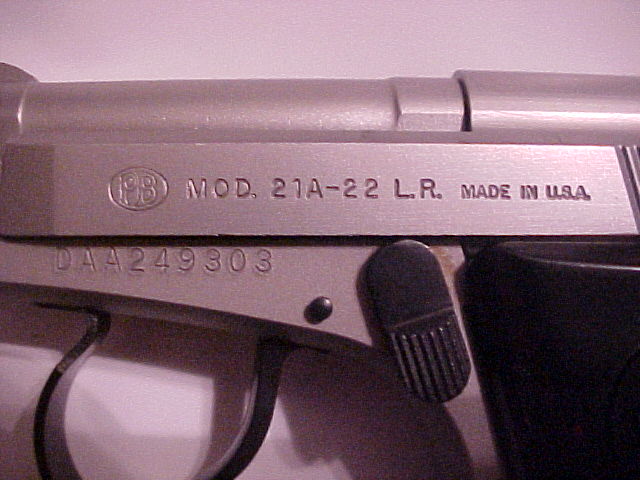 PB MOD. 21A-22 L.R. MADE IN U.S.A.
DAA249303